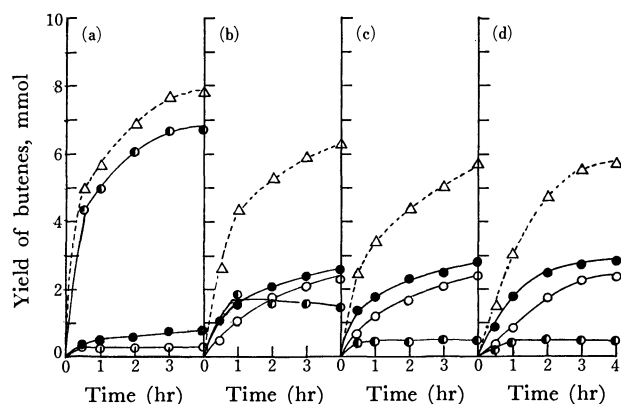 (a) (b) (c) (d)
Yield of butenes, mmol
10
8
6
4
2
0
0 1 2 3 0 1 2 3 0 1 2 3 0 1 2 3 4
Time (hr) Time (hr) Time (hr) Time (hr)